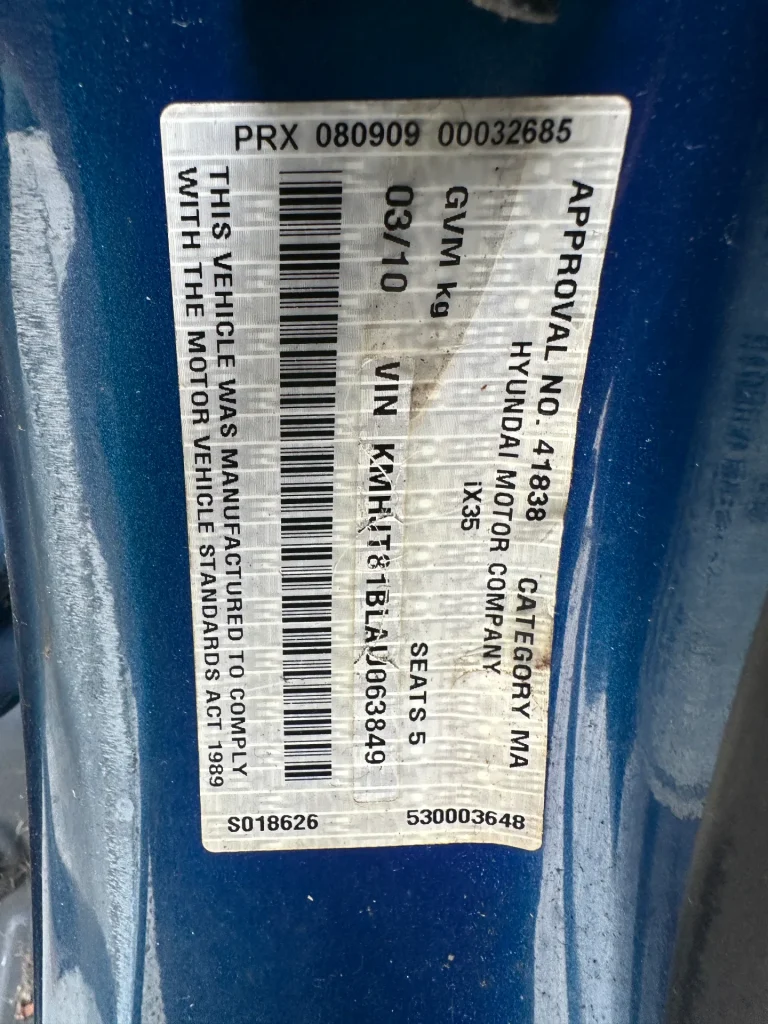 PRX 080909 00032685
APPROVAL NO. 41838 CATEGORY MA
HYUNDAI MOTOR COMPANY
iX35
GVM kg SEATS 5
03/10 VIN KMHJT81BLAU063849
THIS VEHICLE WAS MANUFACTURED TO COMPLY
WITH THE MOTOR VEHICLE STANDARDS ACT 1989
S018626 530003648